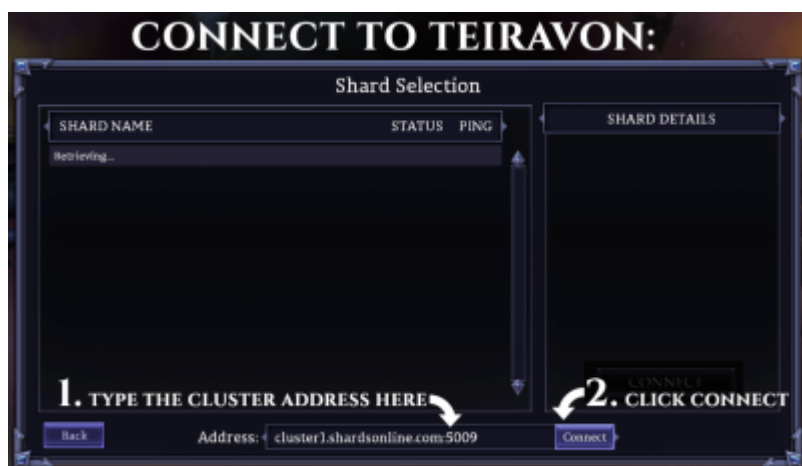 CONNECT TO TEIRAVON:
Shard Selection
SHARD NAME STATUS PING
SHARD DETAILS
Retrieving...
CONNECT
1. TYPE THE CLUSTER ADDRESS HERE
2. CLICK CONNECT
Back Address: cluster1.shardsonline.com:5009 Connect